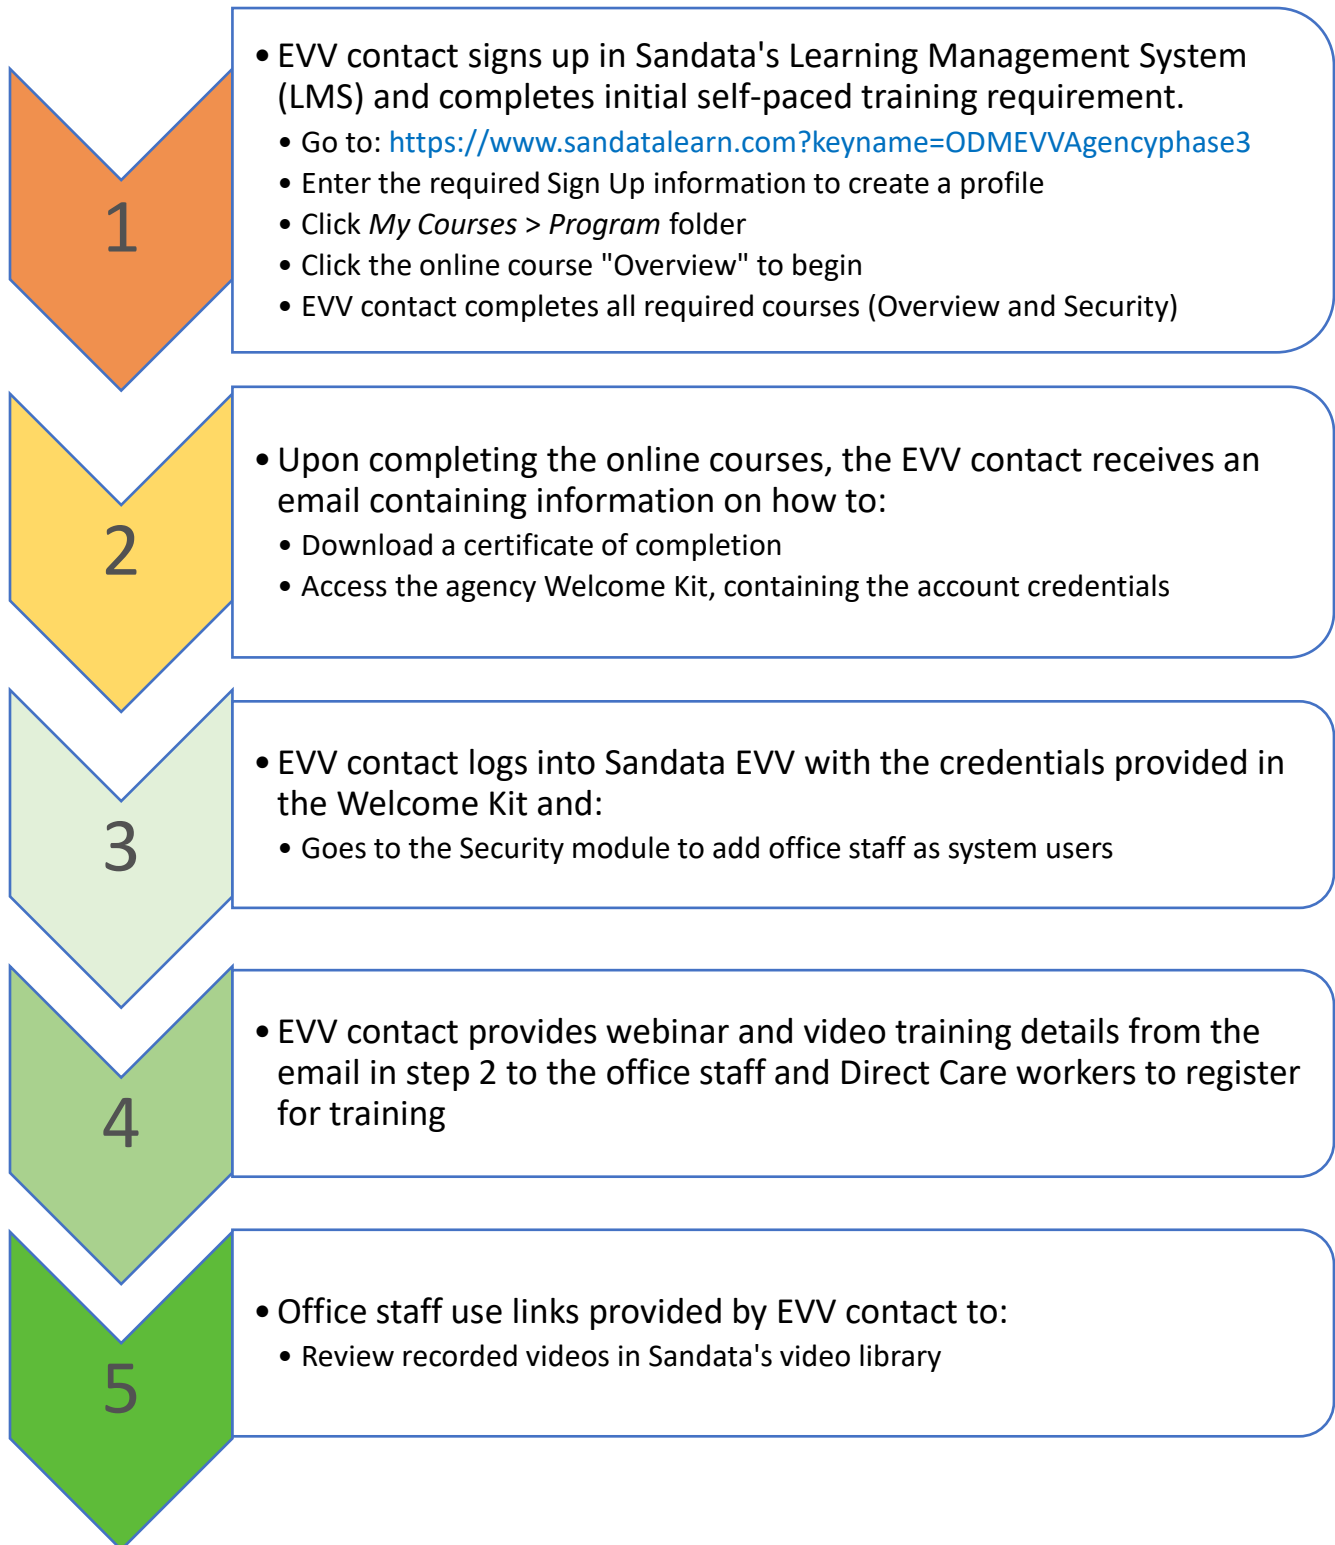 1
• EVV contact signs up in Sandata's Learning Management System
(LMS) and completes initial self-paced training requirement.
• Go to: https://www.sandatalearn.com?keyname=ODMEVVAgencyphase3
• Enter the required Sign Up information to create a profile
• Click My Courses > Program folder
• Click the online course "Overview" to begin
• EVV contact completes all required courses (Overview and Security)
2
• Upon completing the online courses, the EVV contact receives an
email containing information on how to:
• Download a certificate of completion
• Access the agency Welcome Kit, containing the account credentials
3
• EVV contact logs into Sandata EVV with the credentials provided in
the Welcome Kit and:
• Goes to the Security module to add office staff as system users
4
• EVV contact provides webinar and video training details from the
email in step 2 to the office staff and Direct Care workers to register
for training
5
• Office staff use links provided by EVV contact to:
• Review recorded videos in Sandata's video library